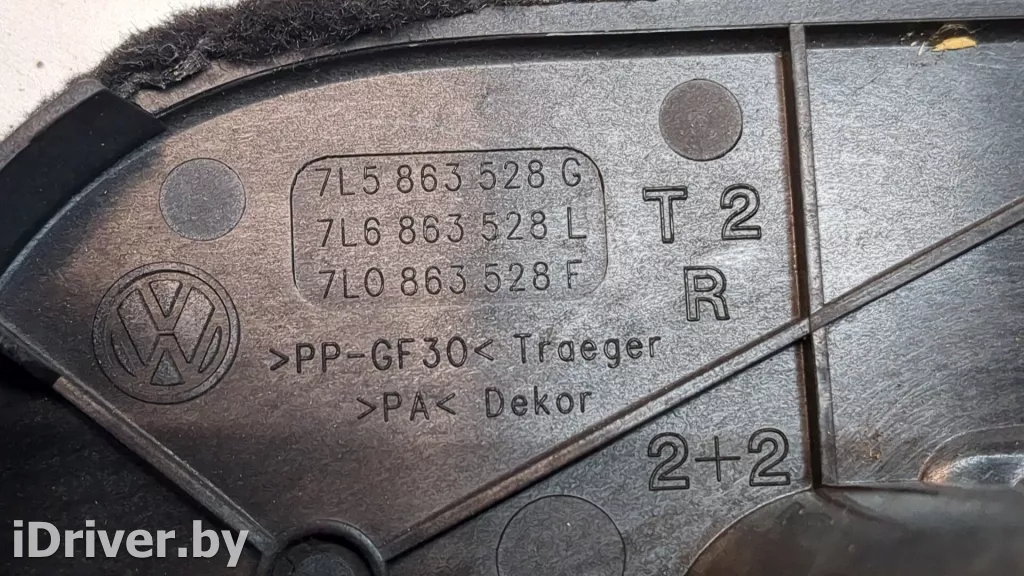 7L5 863 528 G
7L6 863 528 L
7L0 863 528 F
T 2
R
>PP-GF30< Traeger
>PA< Dekor
2+2
iDriver.by